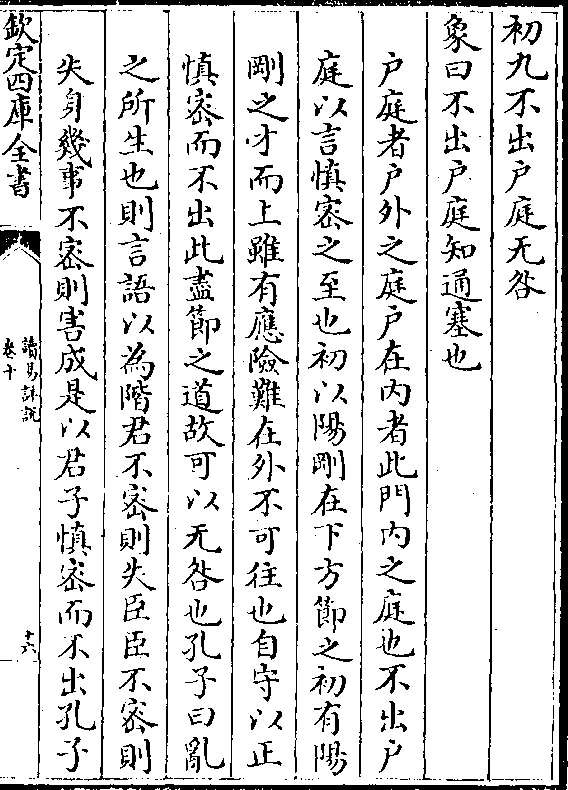 初九不出户庭无咎
象曰不出户庭知通塞也
户庭者户外之庭户在内者此門内之庭也不出户
庭以言慎宻之至也初以陽剛在下方節之初有陽
剛之才而上雖有應險難在外不可往也自守以正
慎宻而不出此盡節之道故可以无咎也孔子曰亂
之所生也則言語以為階君不宻則失臣臣不宻則
失身幾事不宻則害成是以君子慎宻而不出孔子
欽定四庫全書
讀易詳説
卷十
十六